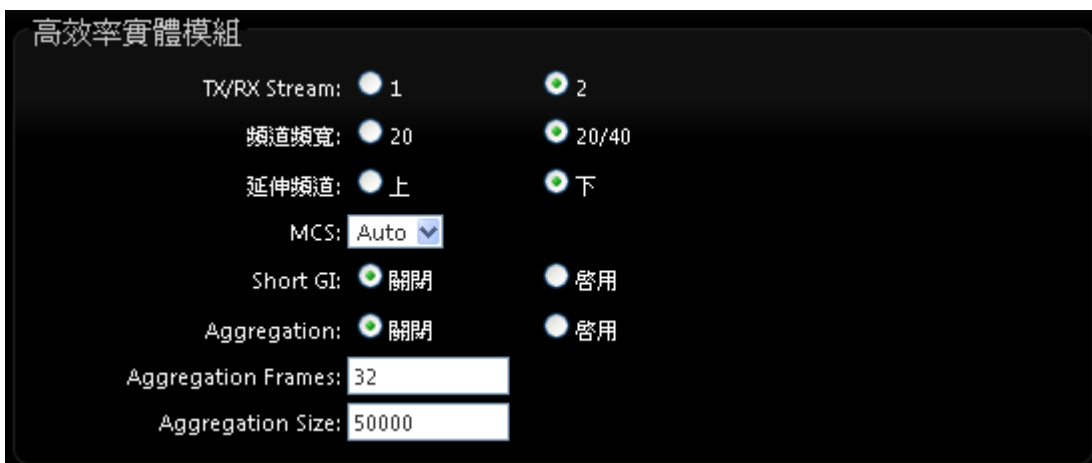 高效率實體模組
TX/RX Stream: 1 2
頻道頻寬: 20 20/40
延伸頻道: 上 下
MCS: Auto
Short GI: 關閉 啓用
Aggregation: 關閉 啓用
Aggregation Frames: 32
Aggregation Size: 50000